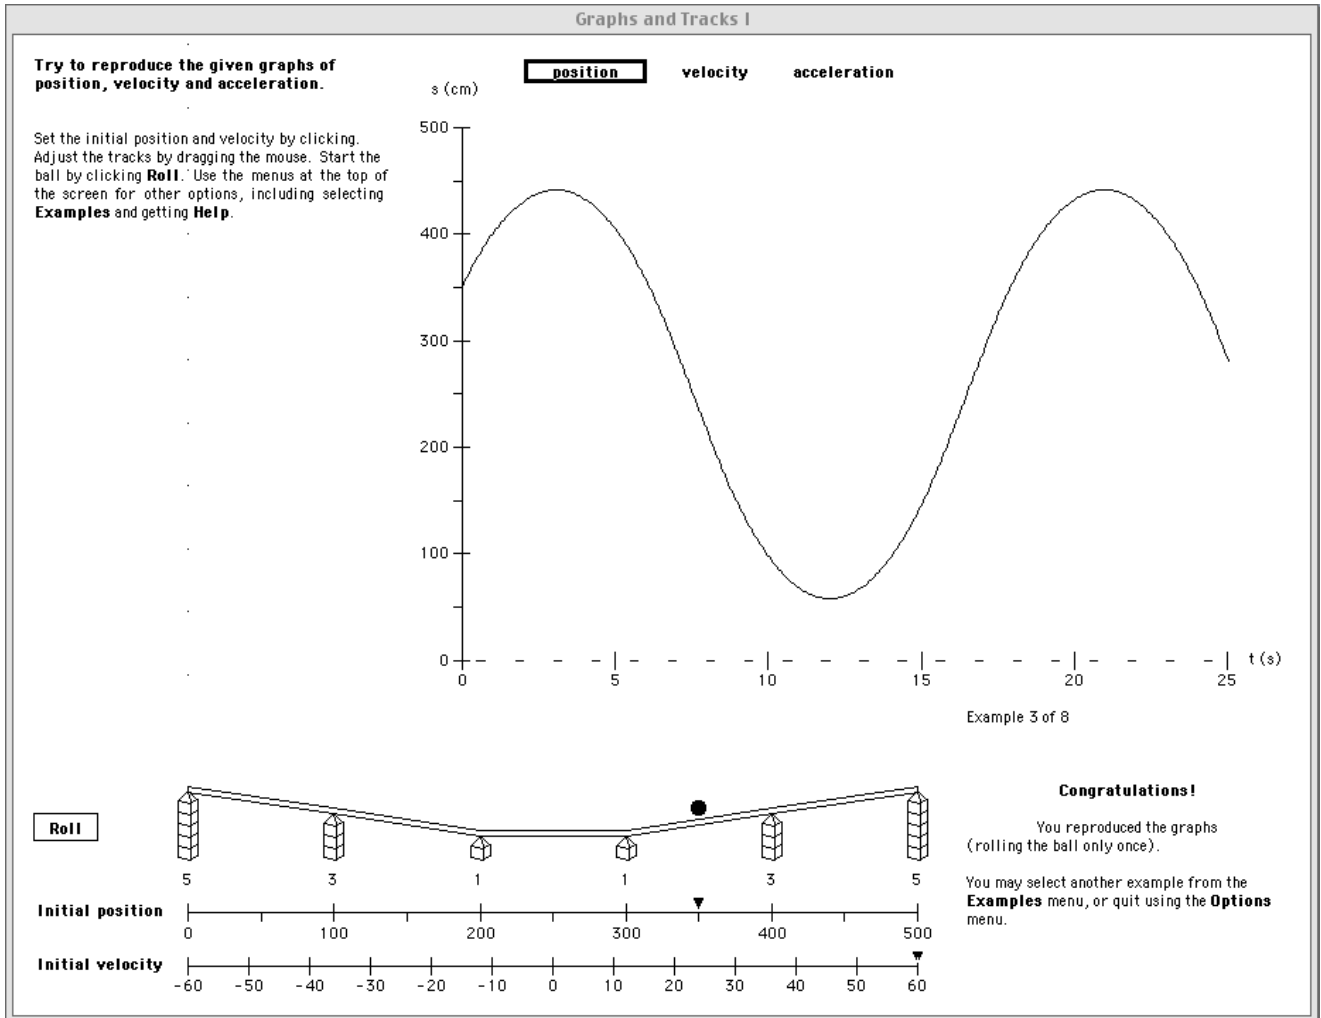 Graphs and Tracks I
Try to reproduce the given graphs of
position, velocity and acceleration.
Set the initial position and velocity by clicking.
Adjust the tracks by dragging the mouse. Start the
ball by clicking Roll. Use the menus at the top of
the screen for other options, including selecting
Examples and getting Help.
position velocity acceleration
s (cm)
500
400
300
200
100
0
t (s)
0 5 10 15 20 25
Example 3 of 8
Roll
5 3 1 1 3 5
Initial position
0 100 200 300 400 500
Initial velocity
-60 -50 -40 -30 -20 -10 0 10 20 30 40 50 60
Congratulations!
You reproduced the graphs
(rolling the ball only once).
You may select another example from the
Examples menu, or quit using the Options
menu.